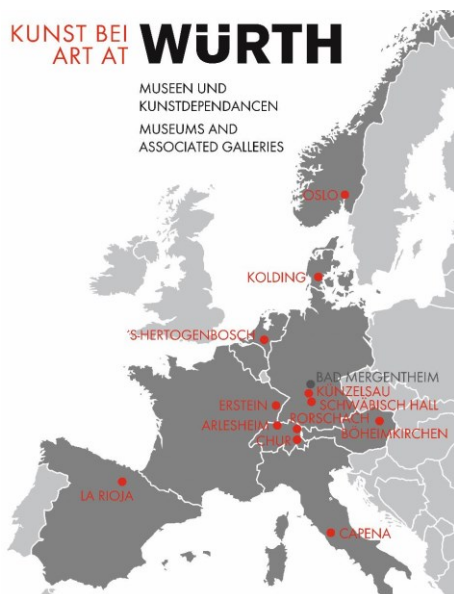 KUNST BEI
ART AT
WÜRTH
MUSEEN UND
KUNSTDEPENDANCEN
MUSEUMS AND
ASSOCIATED GALLERIES
OSLO
KOLDING
'S-HERTOGENBOSCH
BAD MERGENTHEIM
KÜNZELSAU
SCHWÄBISCH HALL
ERSTEIN
RORSCHACH
ARLESHEIM
BÖHEIMKIRCHEN
CHUR
LA RIOJA
CAPENA